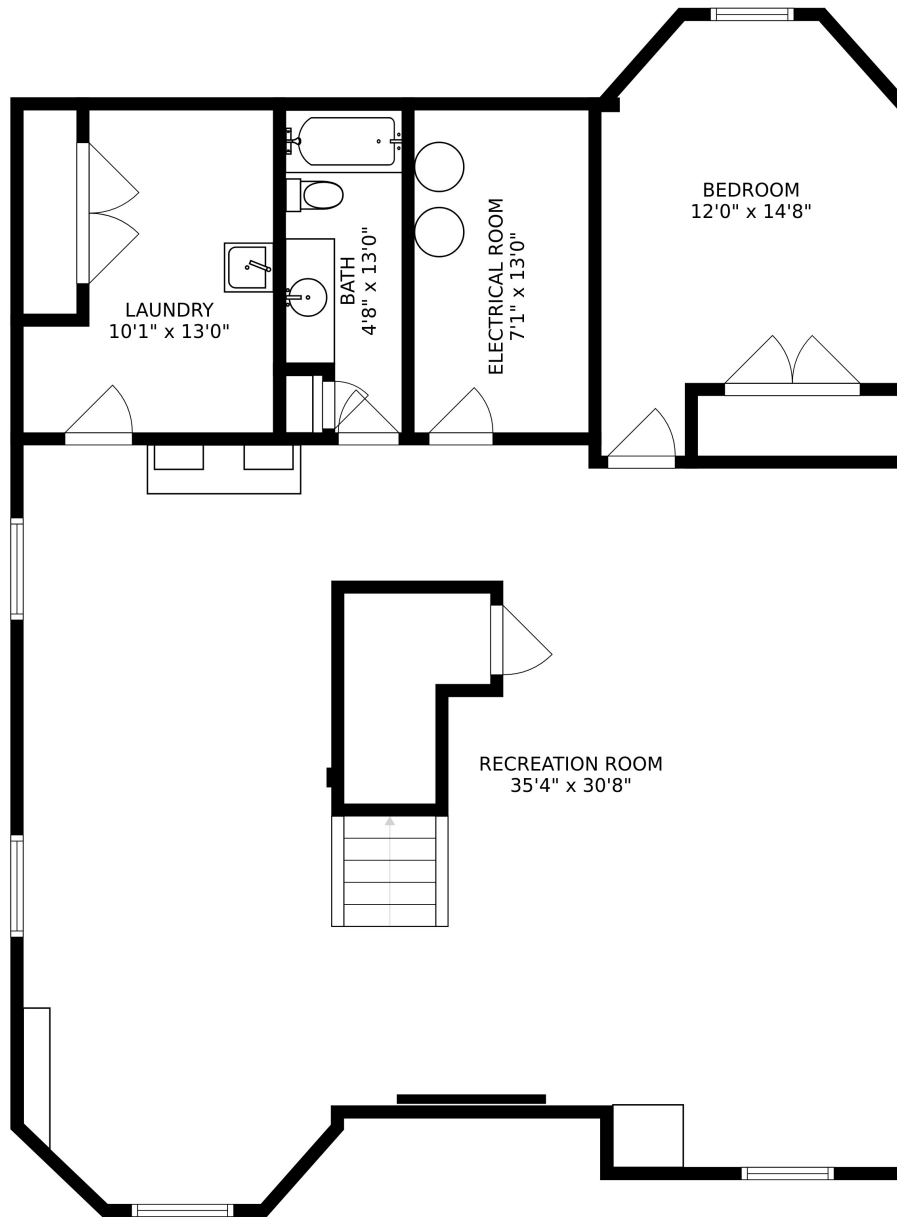 BEDROOM
12'0" x 14'8"
LAUNDRY
10'1" x 13'0"
BATH
4'8" x 13'0"
ELECTRICAL ROOM
7'1" x 13'0"
RECREATION ROOM
35'4" x 30'8"